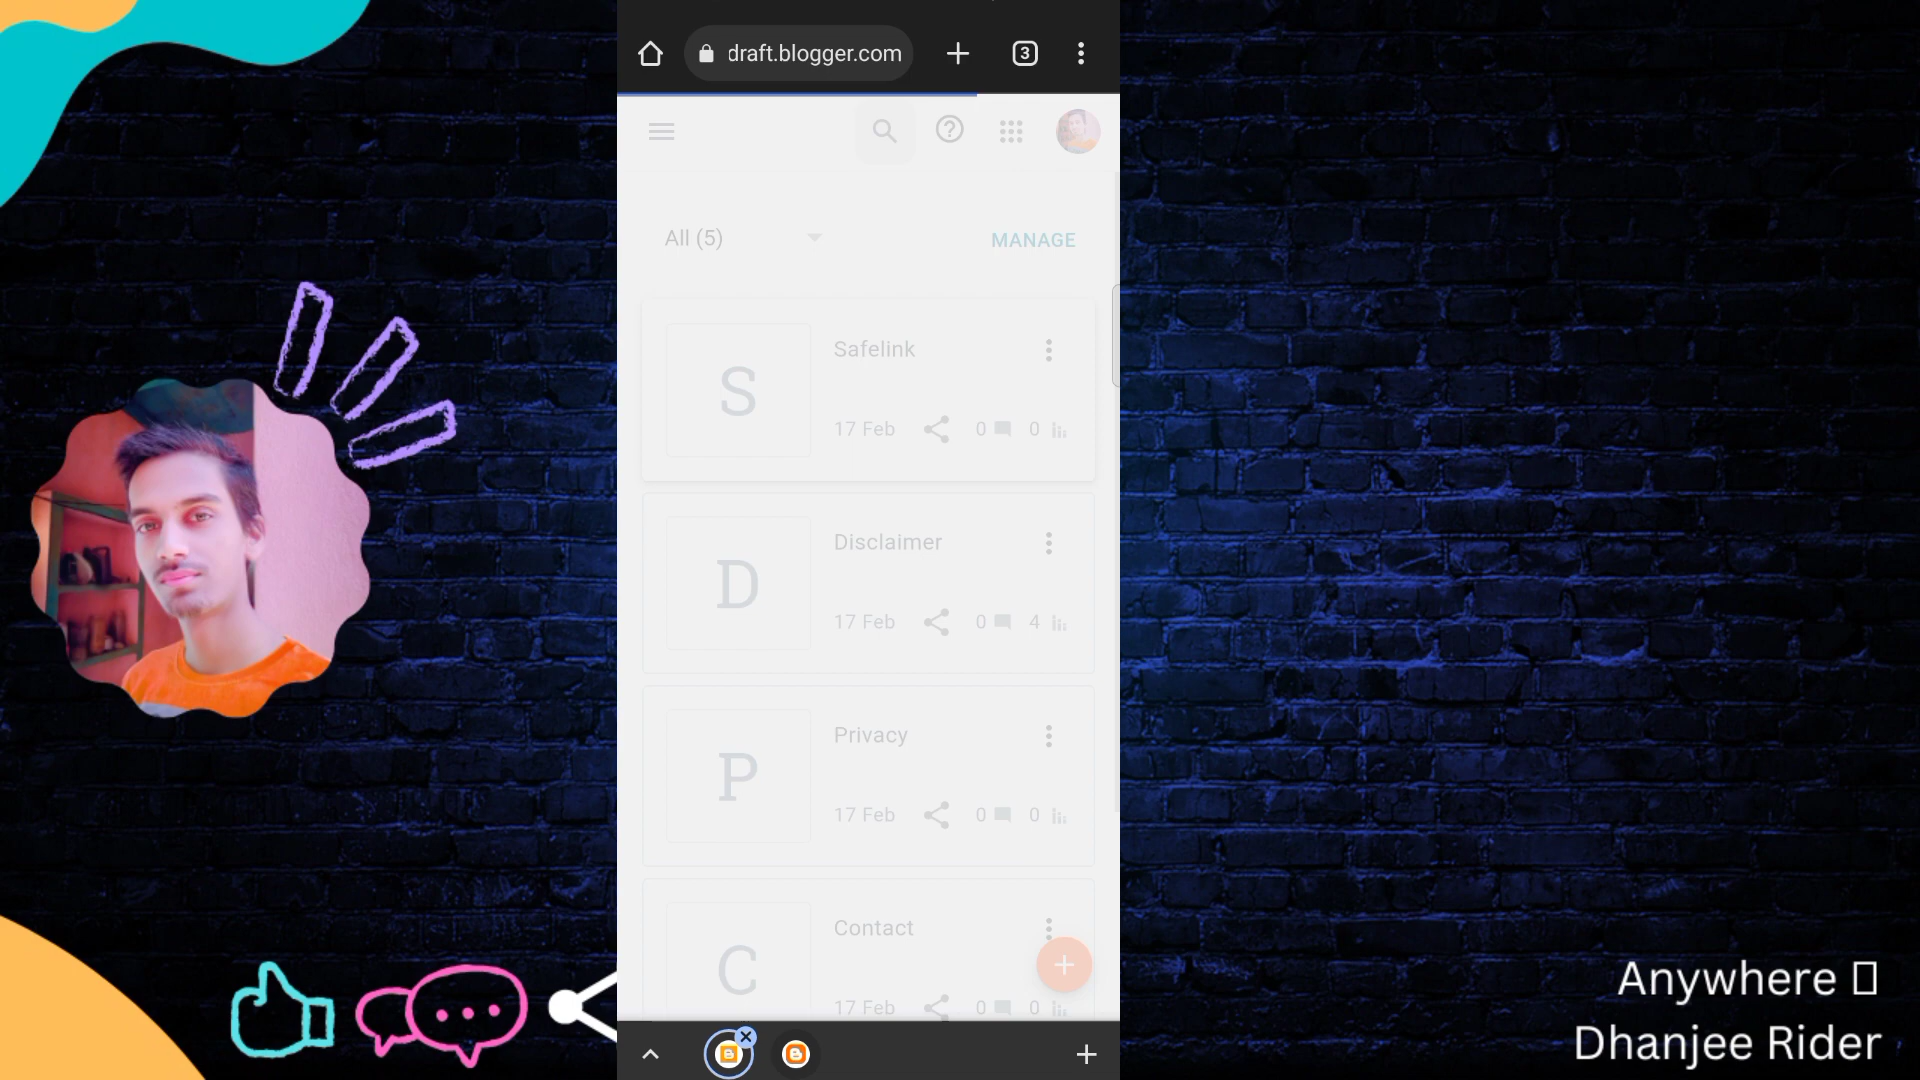 draft.blogger.com
3
All (5)
MANAGE
S
Safelink
17 Feb
0
0
D
Disclaimer
17 Feb
0
4
P
Privacy
17 Feb
0
0
C
Contact
17 Feb
0
0
Anywhere
Dhanjee Rider